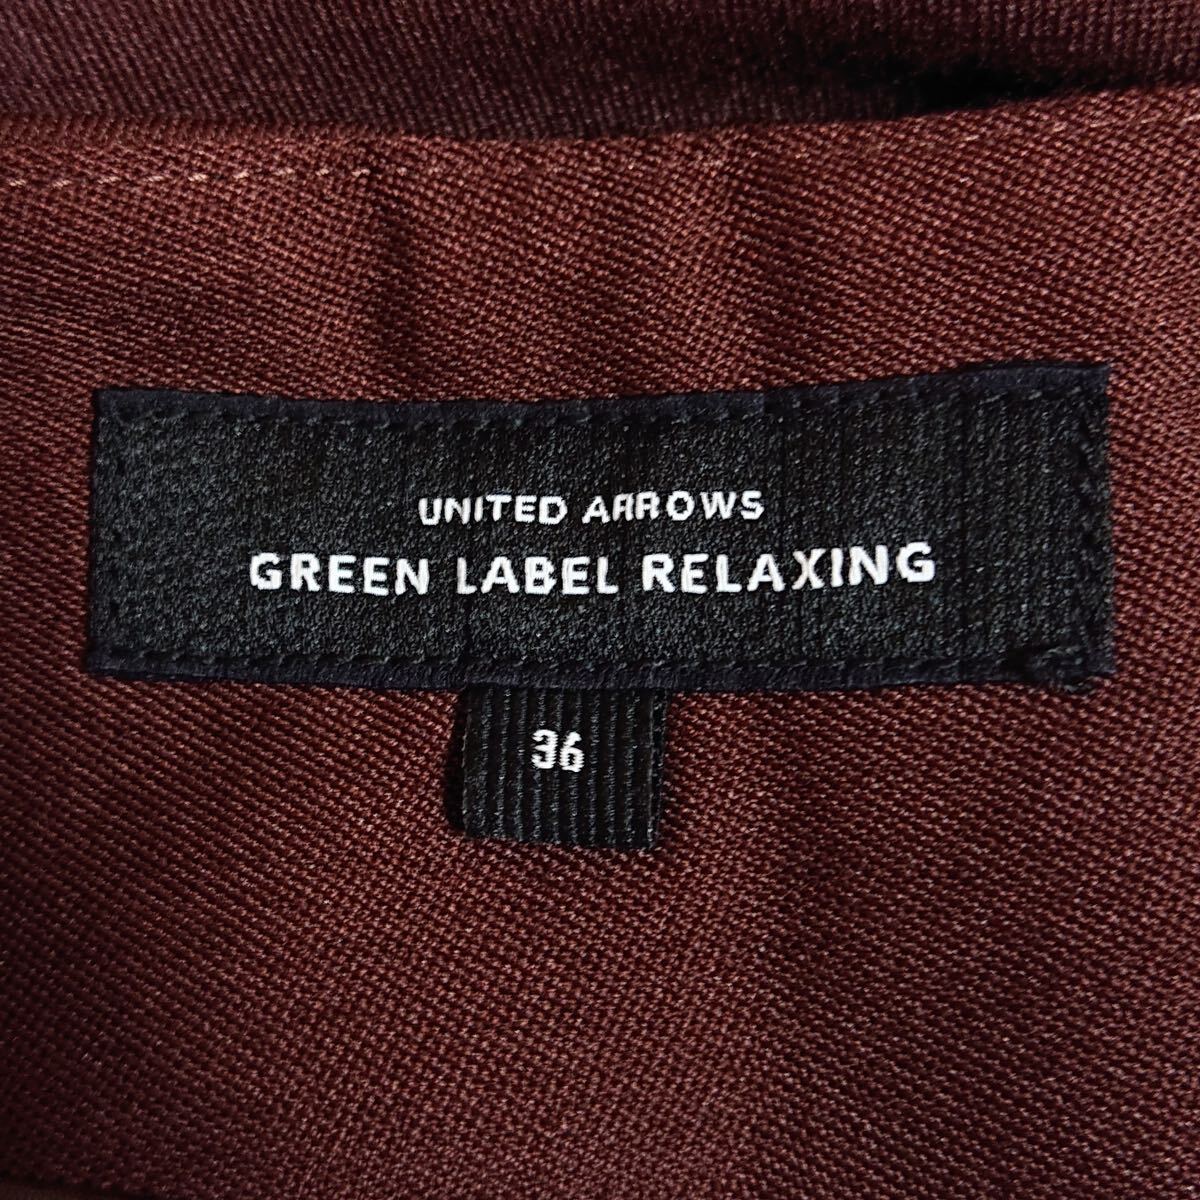 UNITED ARROWS
GREEN LABEL RELAXING
36